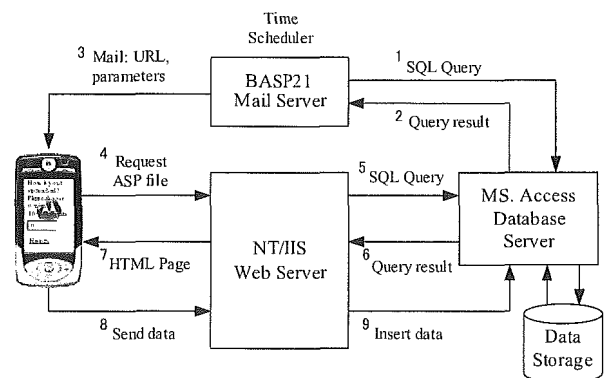 Time
Scheduler
3 Mail: URL,
parameters
BASP21
Mail Server
1 SQL Query
2 Query result
4 Request
ASP file
5 SQL Query
NT/IIS
Web Server
MS. Access
Database
Server
7 HTML Page
6 Query result
8 Send data
9 Insert data
Data
Storage